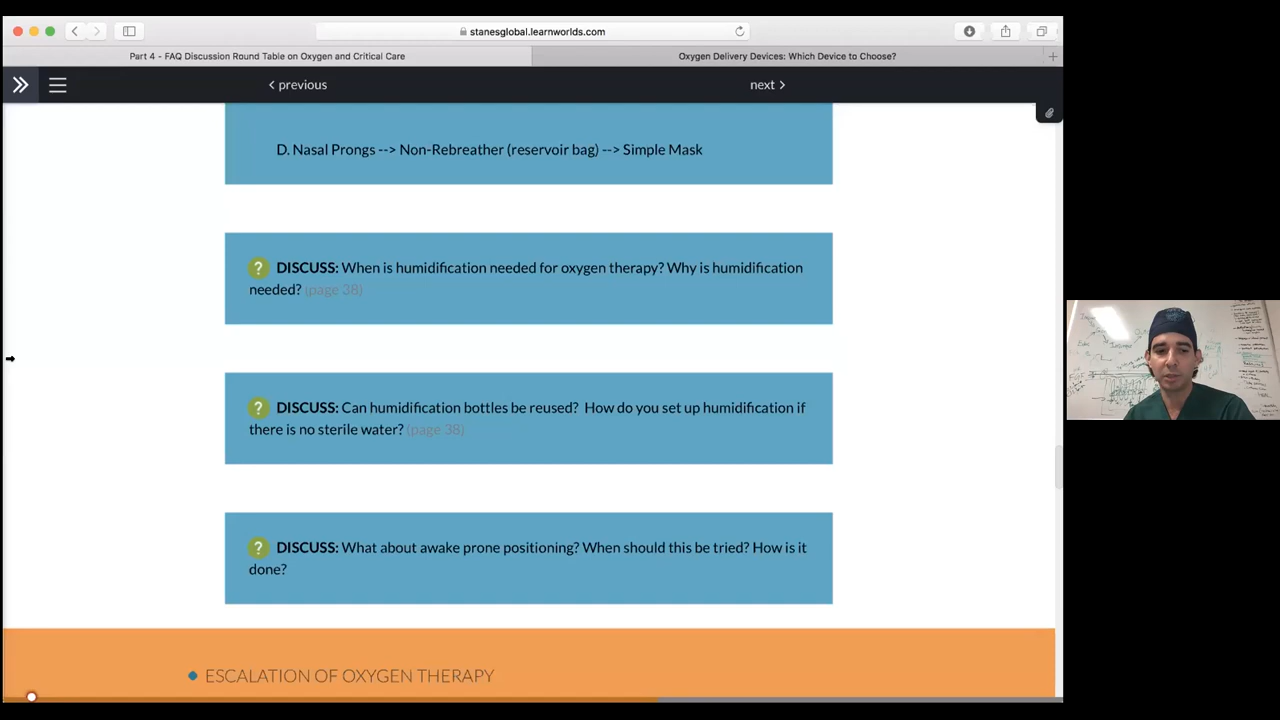 stanesglobal.learnworlds.com
Part 4 - FAQ Discussion Round Table on Oxygen and Critical Care
Oxygen Delivery Devices: Which Device to Choose?
< previous
next >
D. Nasal Prongs --> Non-Rebreather (reservoir bag) --> Simple Mask
? DISCUSS: When is humidification needed for oxygen therapy? Why is humidification
needed? (page 38)
? DISCUSS: Can humidification bottles be reused?  How do you set up humidification if
there is no sterile water? (page 38)
? DISCUSS: What about awake prone positioning? When should this be tried? How is it
done?
ESCALATION OF OXYGEN THERAPY